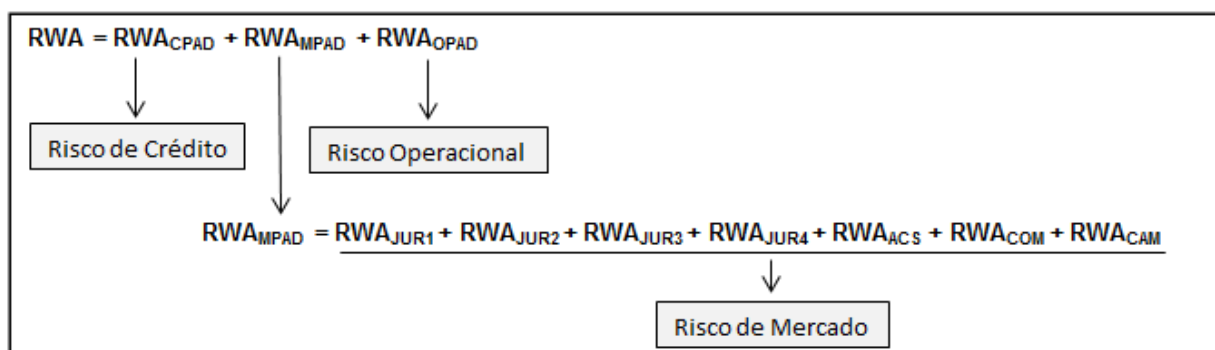 RWA = RWACPAD + RWAMPAD + RWAOPAD
Risco de Crédito
Risco Operacional
RWAMPAD = RWAJUR1 + RWAJUR2 + RWAJUR3 + RWAJUR4 + RWAACS + RWACOM + RWACAM
Risco de Mercado